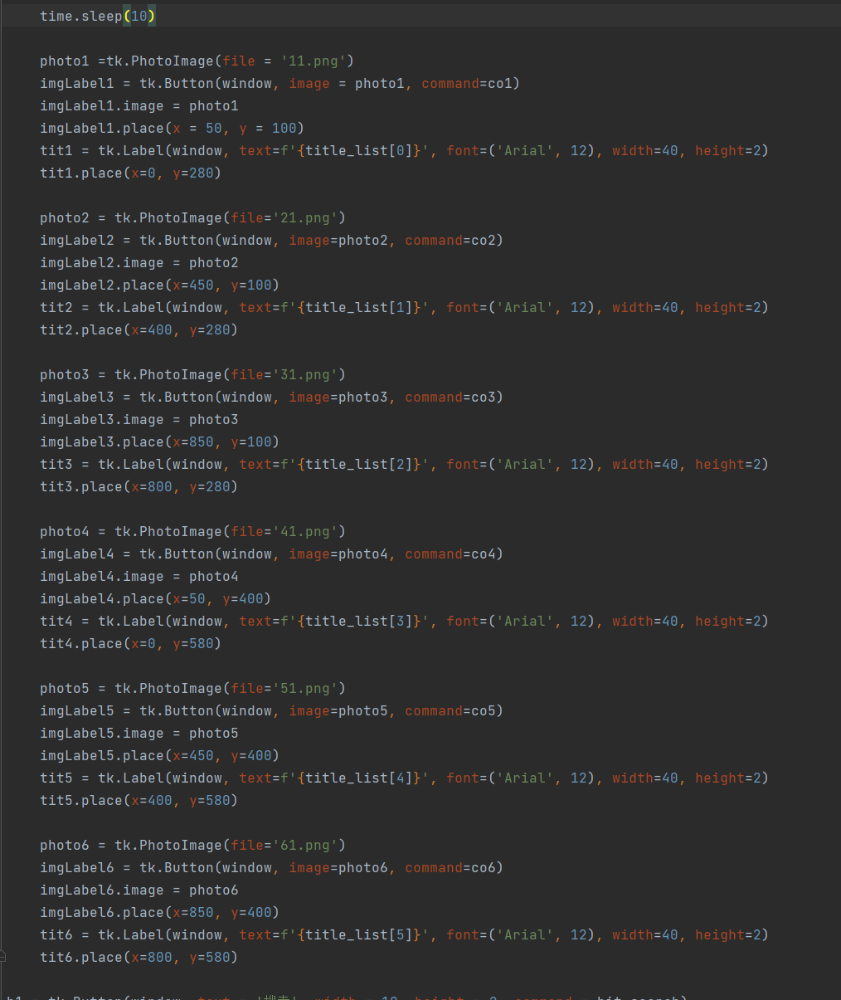 time.sleep(10)
photo1 =tk.PhotoImage(file = '11.png')
imgLabel1 = tk.Button(window, image = photo1, command=co1)
imgLabel1.image = photo1
imgLabel1.place(x = 50, y = 100)
tit1 = tk.Label(window, text=f'{title_list[0]}', font=('Arial', 12), width=40, height=2)
tit1.place(x=0, y=280)
photo2 = tk.PhotoImage(file='21.png')
imgLabel2 = tk.Button(window, image=photo2, command=co2)
imgLabel2.image = photo2
imgLabel2.place(x=450, y=100)
tit2 = tk.Label(window, text=f'{title_list[1]}', font=('Arial', 12), width=40, height=2)
tit2.place(x=400, y=280)
photo3 = tk.PhotoImage(file='31.png')
imgLabel3 = tk.Button(window, image=photo3, command=co3)
imgLabel3.image = photo3
imgLabel3.place(x=850, y=100)
tit3 = tk.Label(window, text=f'{title_list[2]}', font=('Arial', 12), width=40, height=2)
tit3.place(x=800, y=280)
photo4 = tk.PhotoImage(file='41.png')
imgLabel4 = tk.Button(window, image=photo4, command=co4)
imgLabel4.image = photo4
imgLabel4.place(x=50, y=400)
tit4 = tk.Label(window, text=f'{title_list[3]}', font=('Arial', 12), width=40, height=2)
tit4.place(x=0, y=580)
photo5 = tk.PhotoImage(file='51.png')
imgLabel5 = tk.Button(window, image=photo5, command=co5)
imgLabel5.image = photo5
imgLabel5.place(x=450, y=400)
tit5 = tk.Label(window, text=f'{title_list[4]}', font=('Arial', 12), width=40, height=2)
tit5.place(x=400, y=580)
photo6 = tk.PhotoImage(file='61.png')
imgLabel6 = tk.Button(window, image=photo6, command=co6)
imgLabel6.image = photo6
imgLabel6.place(x=850, y=400)
tit6 = tk.Label(window, text=f'{title_list[5]}', font=('Arial', 12), width=40, height=2)
tit6.place(x=800, y=580)